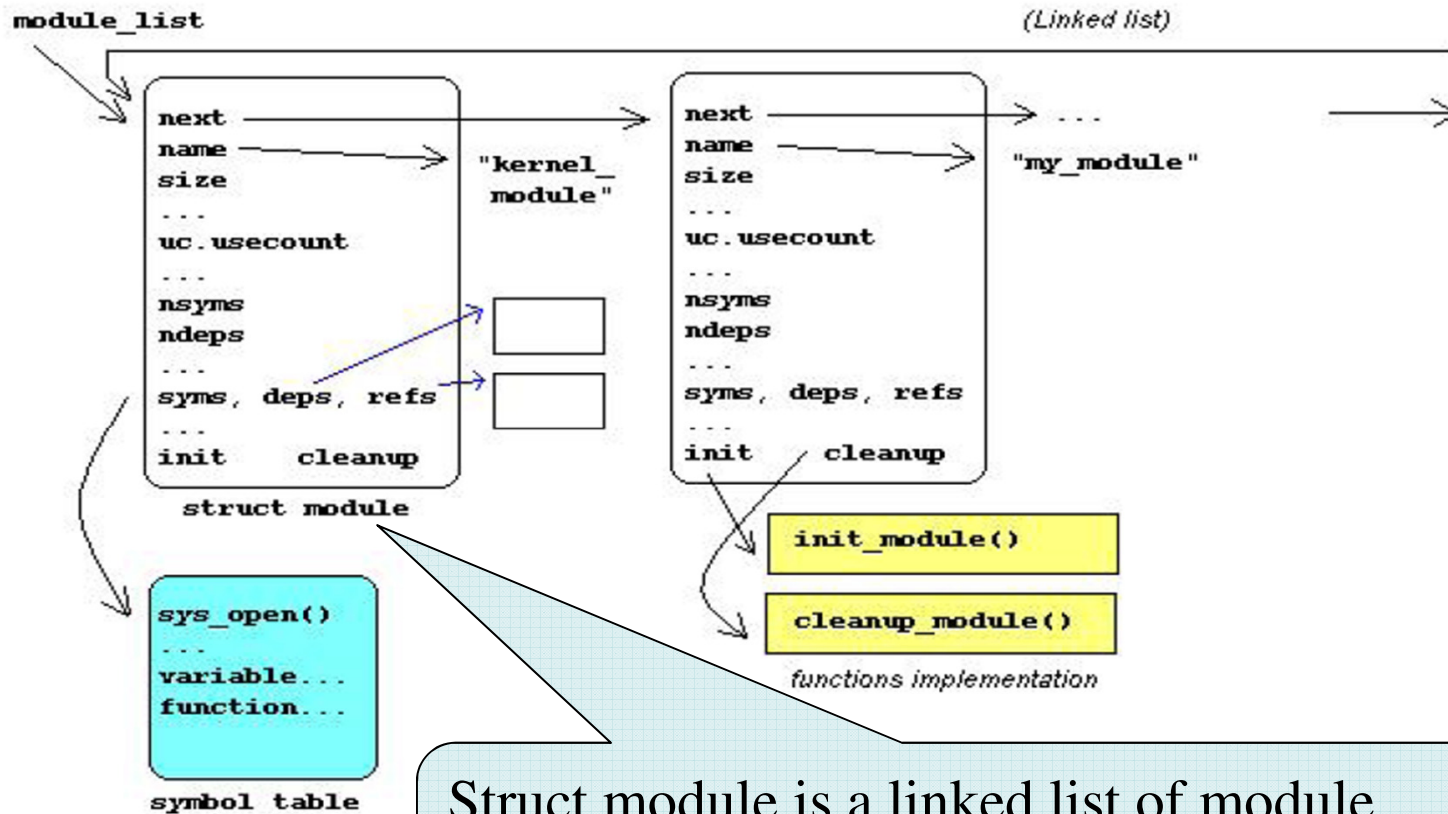 module_list
(Linked list)
next
name
size
...
uc.usecount
...
nsyms
ndeps
...
syms, deps, refs
...
init cleanup
struct module
"kernel_
module"
next
name
size
...
uc.usecount
...
nsyms
ndeps
...
syms, deps, refs
...
init cleanup
...
"my_module"
init_module()
cleanup_module()
functions implementation
sys_open()
...
variable...
function...
symbol table
Struct module is a linked list of module